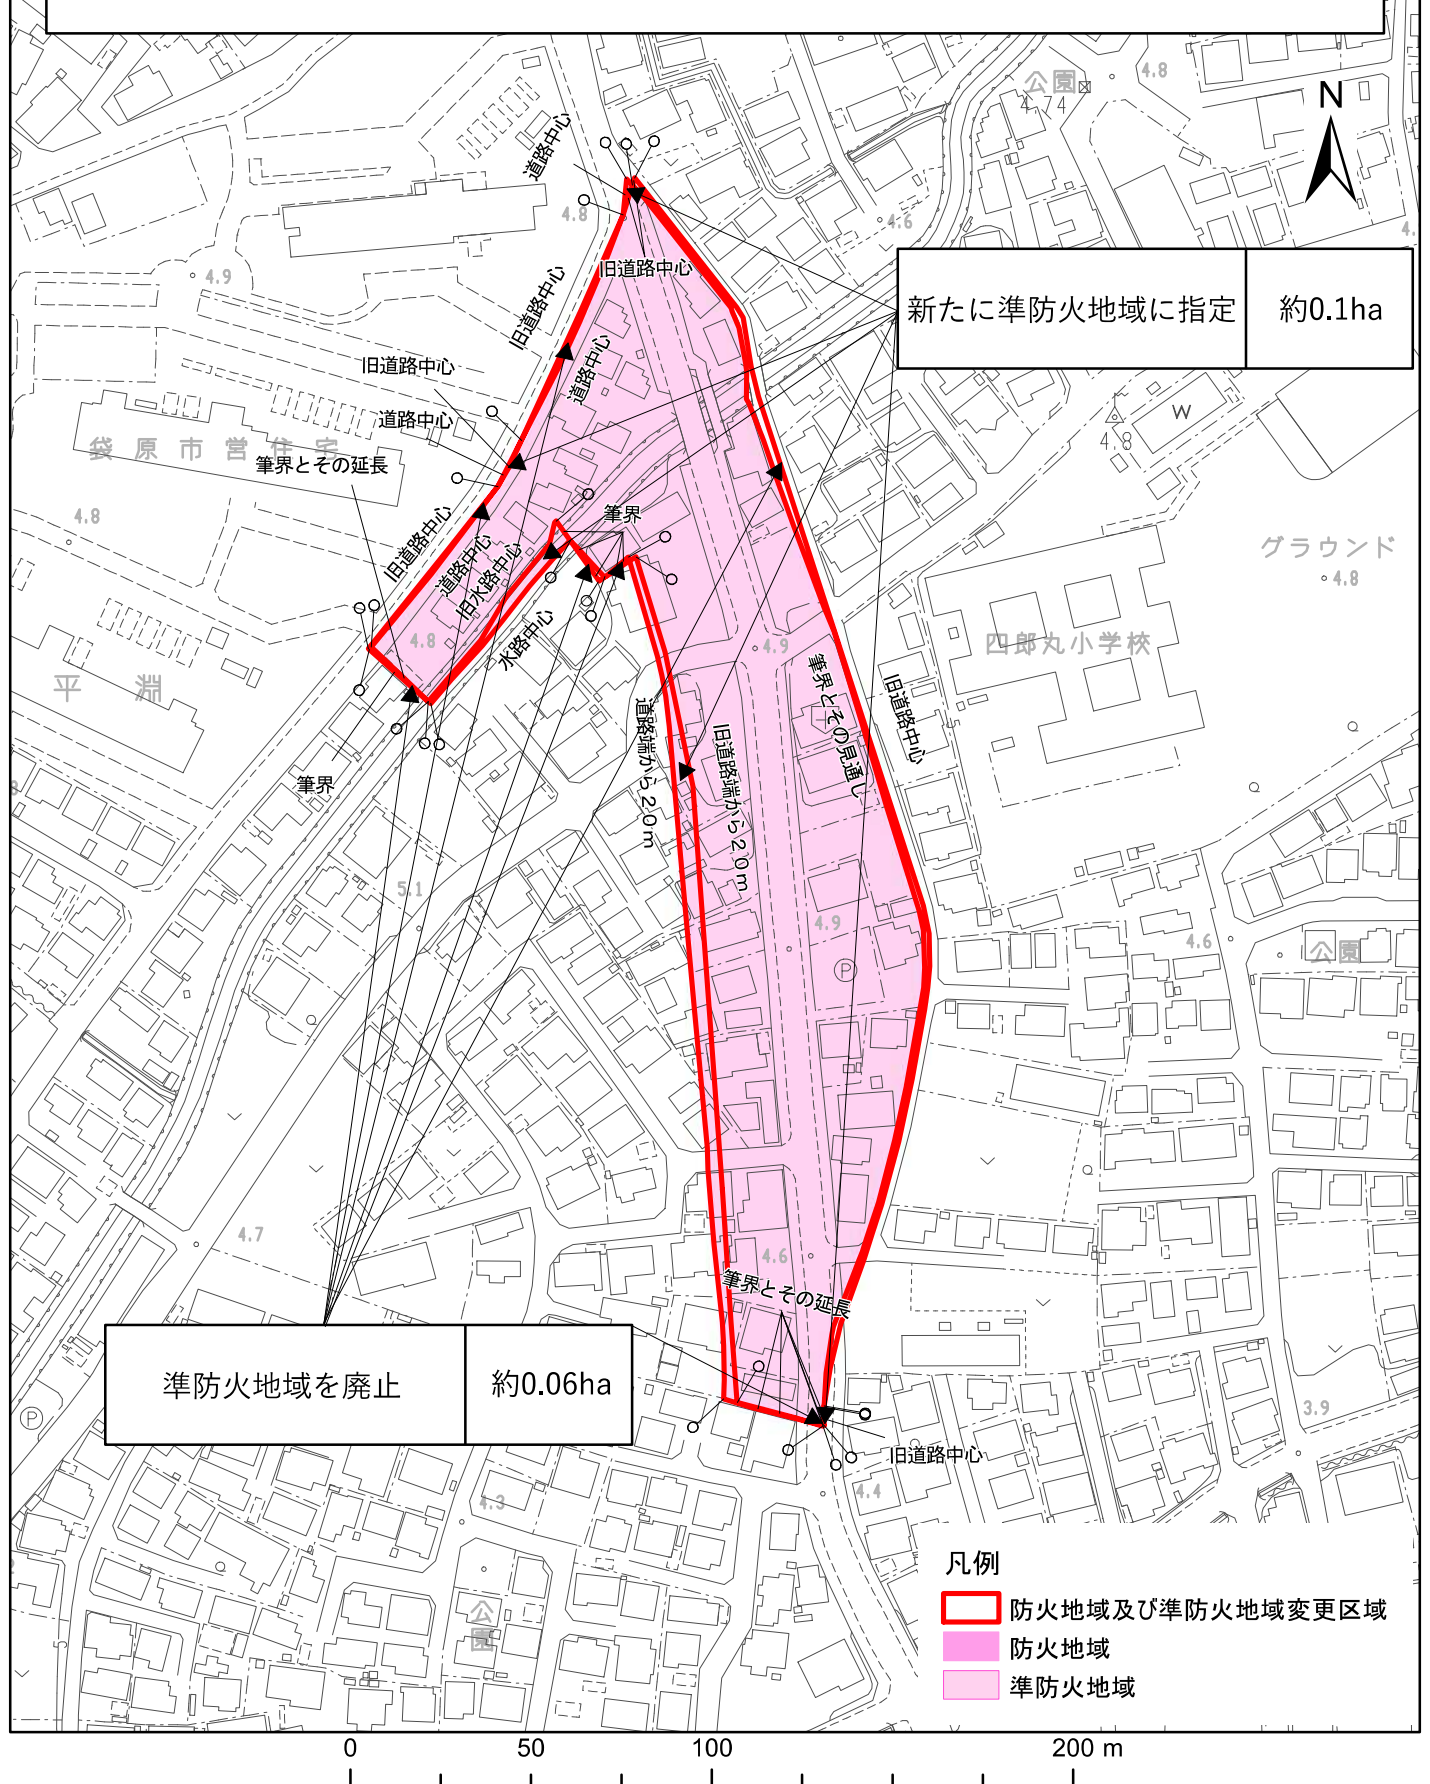 公園
4.8
4.74
N
道路中心
4.8
4.6
4.9
旧道路中心
旧道路中心
新たに準防火地域に指定
約0.1ha
旧道路中心
道路中心
道路中心
W
4.8
袋原市営住宅
筆界とその延長
4.8
筆界
グラウンド
4.8
旧道路中心
道路中心
旧水路中心
水路中心
4.8
4.9
四郎丸小学校
平淵
筆界とその見通し
旧道路中心
道路端から20m
旧道路端から20m
筆界
5.1
4.9
P
4.6
公園
4.7
4.6
筆界とその延長
準防火地域を廃止
約0.06ha
P
3.9
旧道路中心
4.3
4.4
公園
凡例
防火地域及び準防火地域変更区域
防火地域
準防火地域
0
50
100
200 m